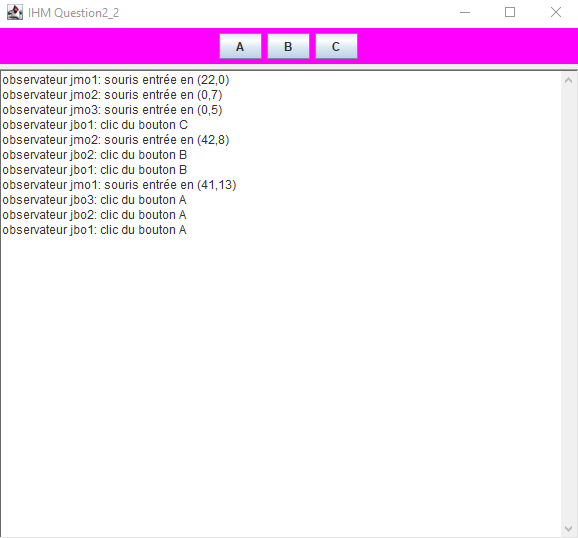 IHM Question2_2
A B C
observateur jmo1: souris entrée en (22,0)
observateur jmo2: souris entrée en (0,7)
observateur jmo3: souris entrée en (0,5)
observateur jbo1: clic du bouton C
observateur jmo2: souris entrée en (42,8)
observateur jbo2: clic du bouton B
observateur jbo1: clic du bouton B
observateur jmo1: souris entrée en (41,13)
observateur jbo3: clic du bouton A
observateur jbo2: clic du bouton A
observateur jbo1: clic du bouton A